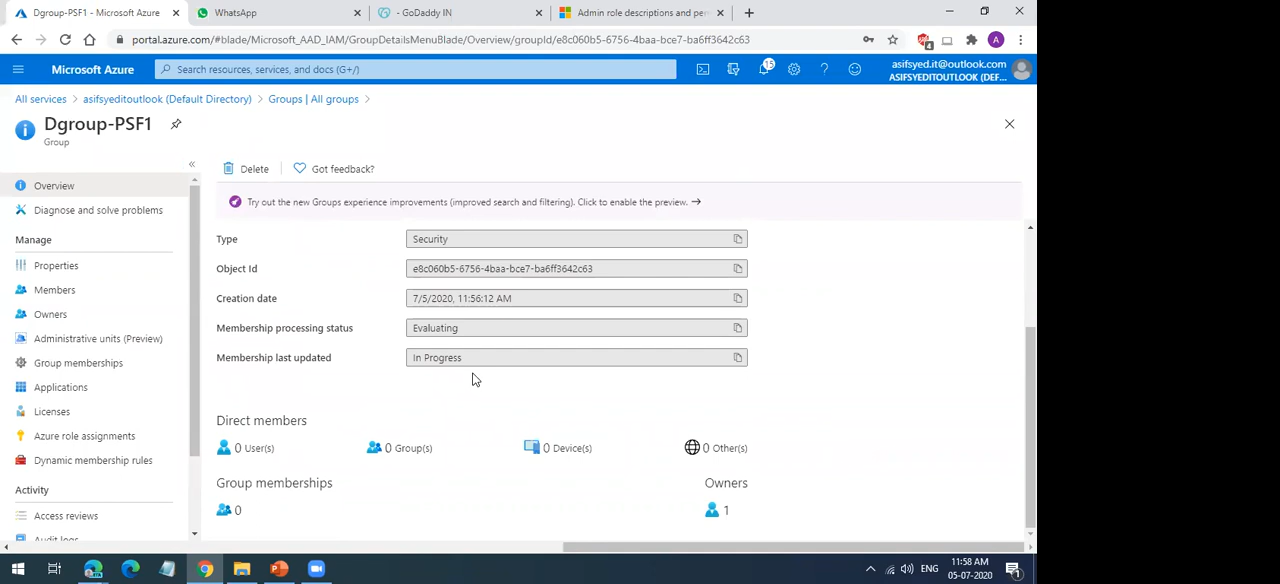 Dgroup-PSF1 - Microsoft Azure
WhatsApp
- GoDaddy IN
Admin role descriptions and per
portal.azure.com/#blade/Microsoft_AAD_IAM/GroupDetailsMenuBlade/Overview/groupId/e8c060b5-6756-4baa-bce7-ba6ff3642c63
4
A
Microsoft Azure
Search resources, services, and docs (G+/)
15
asifsyed.it@outlook.com
ASIFSYEDITOUTLOOK (DEF...
All services > asifsyeditoutlook (Default Directory) > Groups | All groups >
Dgroup-PSF1
Group
Delete
Got feedback?
Try out the new Groups experience improvements (improved search and filtering). Click to enable the preview. →
Overview
Diagnose and solve problems
Manage
Properties
Members
Owners
Administrative units (Preview)
Group memberships
Applications
Licenses
Azure role assignments
Dynamic membership rules
Activity
Access reviews
Audit logs
Type
Security
Object Id
e8c060b5-6756-4baa-bce7-ba6ff3642c63
Creation date
7/5/2020, 11:56:12 AM
Membership processing status
Evaluating
Membership last updated
In Progress
Direct members
0 User(s)
0 Group(s)
0 Device(s)
0 Other(s)
Group memberships
Owners
0
1
ENG
11:58 AM
05-07-2020
1